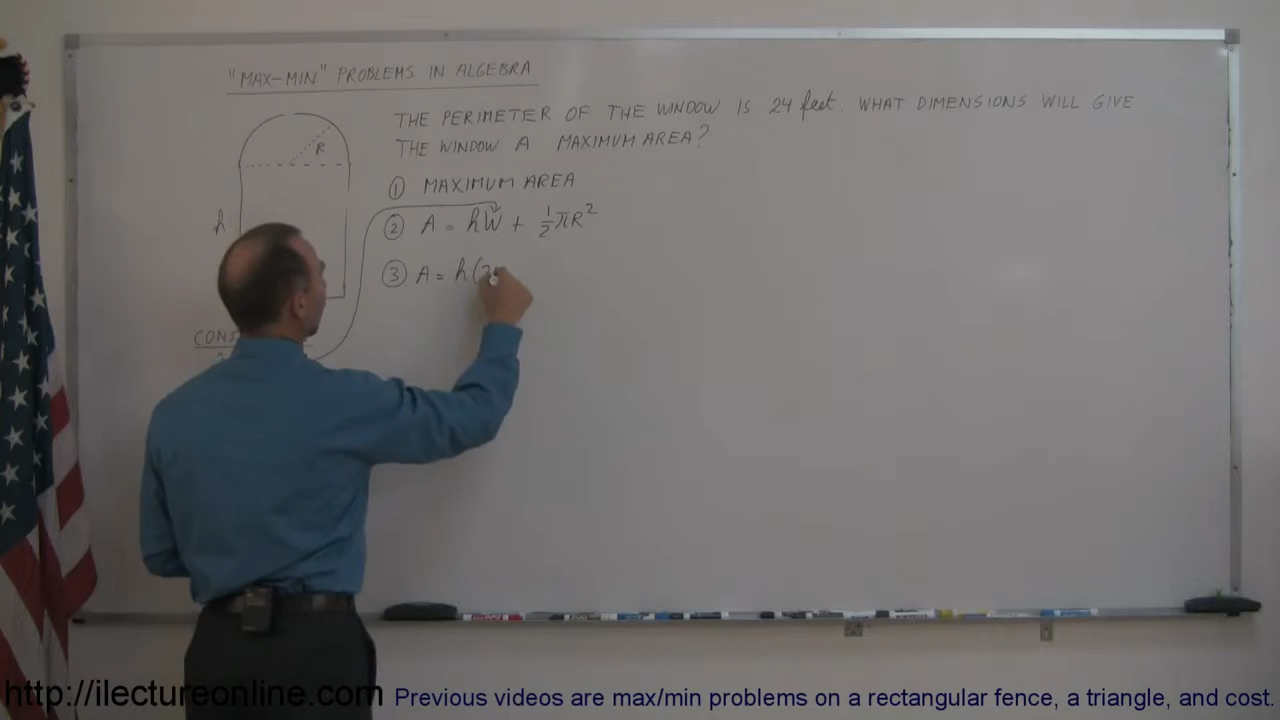 "MAX-MIN" PROBLEMS IN ALGEBRA
THE PERIMETER OF THE WINDOW IS 24 feet. WHAT DIMENSIONS WILL GIVE
THE WINDOW A MAXIMUM AREA?
R
h
① MAXIMUM AREA
② A = hW + 1/2 πR²
③ A = h(
CONS
http://ilectureonline.com Previous videos are max/min problems on a rectangular fence, a triangle, and cost.